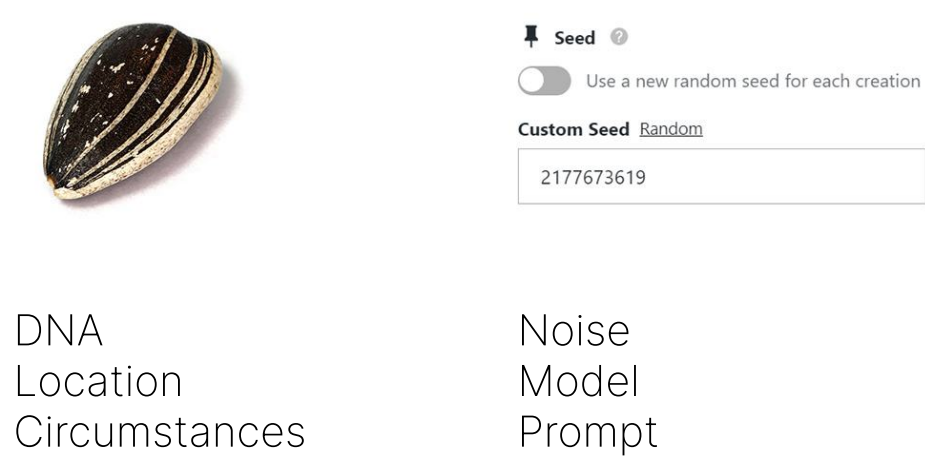 Seed
Use a new random seed for each creation
Custom Seed Random
2177673619
DNA
Location
Circumstances
Noise
Model
Prompt